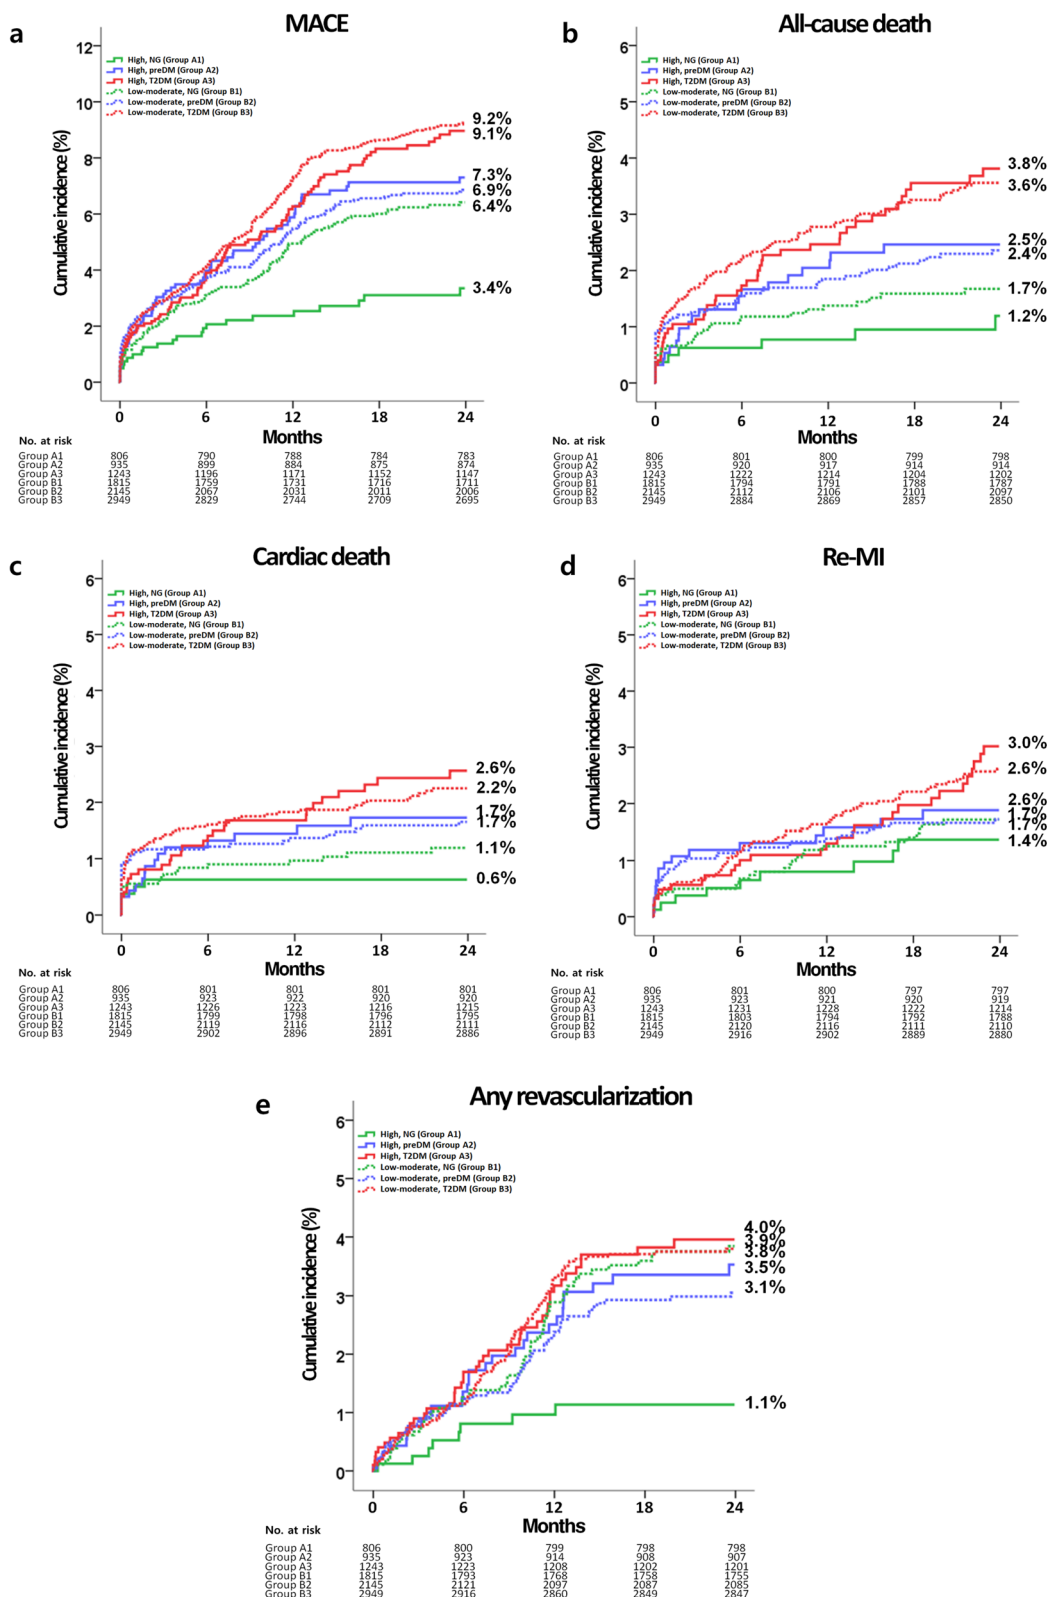 a
MACE
Cumulative incidence (%)
12
10
8
6
4
2
0
High, NG (Group A1)
High, preDM (Group A2)
High, T2DM (Group A3)
Low-moderate, NG (Group B1)
Low-moderate, preDM (Group B2)
Low-moderate, T2DM (Group B3)
9.2%
9.1%
7.3%
6.9%
6.4%
3.4%
0 6 12 18 24
Months
No. at risk
Group A1 806 790 788 784 783
Group A2 935 899 884 875 874
Group A3 1243 1196 1171 1152 1147
Group B1 1815 1759 1731 1716 1711
Group B2 2145 2067 2031 2011 2006
Group B3 2949 2829 2744 2709 2695
b
All-cause death
Cumulative incidence (%)
6
5
4
3
2
1
0
High, NG (Group A1)
High, preDM (Group A2)
High, T2DM (Group A3)
Low-moderate, NG (Group B1)
Low-moderate, preDM (Group B2)
Low-moderate, T2DM (Group B3)
3.8%
3.6%
2.5%
2.4%
1.7%
1.2%
0 6 12 18 24
Months
No. at risk
Group A1 806 801 800 799 798
Group A2 935 920 917 914 914
Group A3 1243 1222 1214 1204 1202
Group B1 1815 1794 1791 1788 1787
Group B2 2145 2112 2106 2101 2097
Group B3 2949 2884 2869 2857 2850
c
Cardiac death
Cumulative incidence (%)
6
5
4
3
2
1
0
High, NG (Group A1)
High, preDM (Group A2)
High, T2DM (Group A3)
Low-moderate, NG (Group B1)
Low-moderate, preDM (Group B2)
Low-moderate, T2DM (Group B3)
2.6%
2.2%
1.7%
1.7%
1.1%
0.6%
0 6 12 18 24
Months
No. at risk
Group A1 806 801 801 801 801
Group A2 935 923 922 920 920
Group A3 1243 1226 1223 1216 1215
Group B1 1815 1799 1798 1796 1795
Group B2 2145 2119 2116 2112 2111
Group B3 2949 2902 2896 2891 2886
d
Re-MI
Cumulative incidence (%)
6
5
4
3
2
1
0
High, NG (Group A1)
High, preDM (Group A2)
High, T2DM (Group A3)
Low-moderate, NG (Group B1)
Low-moderate, preDM (Group B2)
Low-moderate, T2DM (Group B3)
3.0%
2.6%
2.6%
1.7%
1.7%
1.4%
0 6 12 18 24
Months
No. at risk
Group A1 806 801 800 797 797
Group A2 935 923 921 920 919
Group A3 1243 1231 1228 1222 1214
Group B1 1815 1803 1794 1792 1788
Group B2 2145 2120 2116 2111 2110
Group B3 2949 2916 2902 2889 2880
e
Any revascularization
Cumulative incidence (%)
6
5
4
3
2
1
0
High, NG (Group A1)
High, preDM (Group A2)
High, T2DM (Group A3)
Low-moderate, NG (Group B1)
Low-moderate, preDM (Group B2)
Low-moderate, T2DM (Group B3)
4.0%
3.9%
3.8%
3.5%
3.1%
1.1%
0 6 12 18 24
Months
No. at risk
Group A1 806 800 799 798 798
Group A2 935 923 914 908 907
Group A3 1243 1223 1208 1202 1201
Group B1 1815 1793 1768 1758 1755
Group B2 2145 2121 2097 2087 2085
Group B3 2949 2916 2860 2849 2847